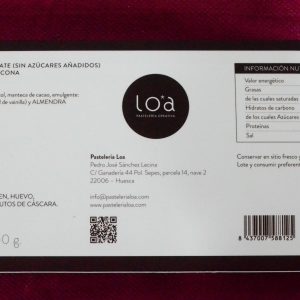 ATE (SIN AZÚCARES AÑADIDOS)
CONA
ol, manteca de cacao, emulgente:
de vainilla) y ALMENDRA
EN, HUEVO,
UTOS DE CÁSCARA.
0 g
loa
PASTELERÍA CREATIVA
Pastelería Loa
Pedro José Sánchez Lecina
C/ Ganadería 44 Pol. Sepes, parcela 14, nave 2
22006 - Huesca
info@pasteleríaloa.com
www.pastelerialoa.com
INFORMACIÓN NU
Valor energético
Grasas
de las cuales saturadas
Hidratos de carbono
de los cuales Azúcares
Proteínas
Sal
Conservar en sitio fresco y
Lote y consumir preferent
8 437007 588125